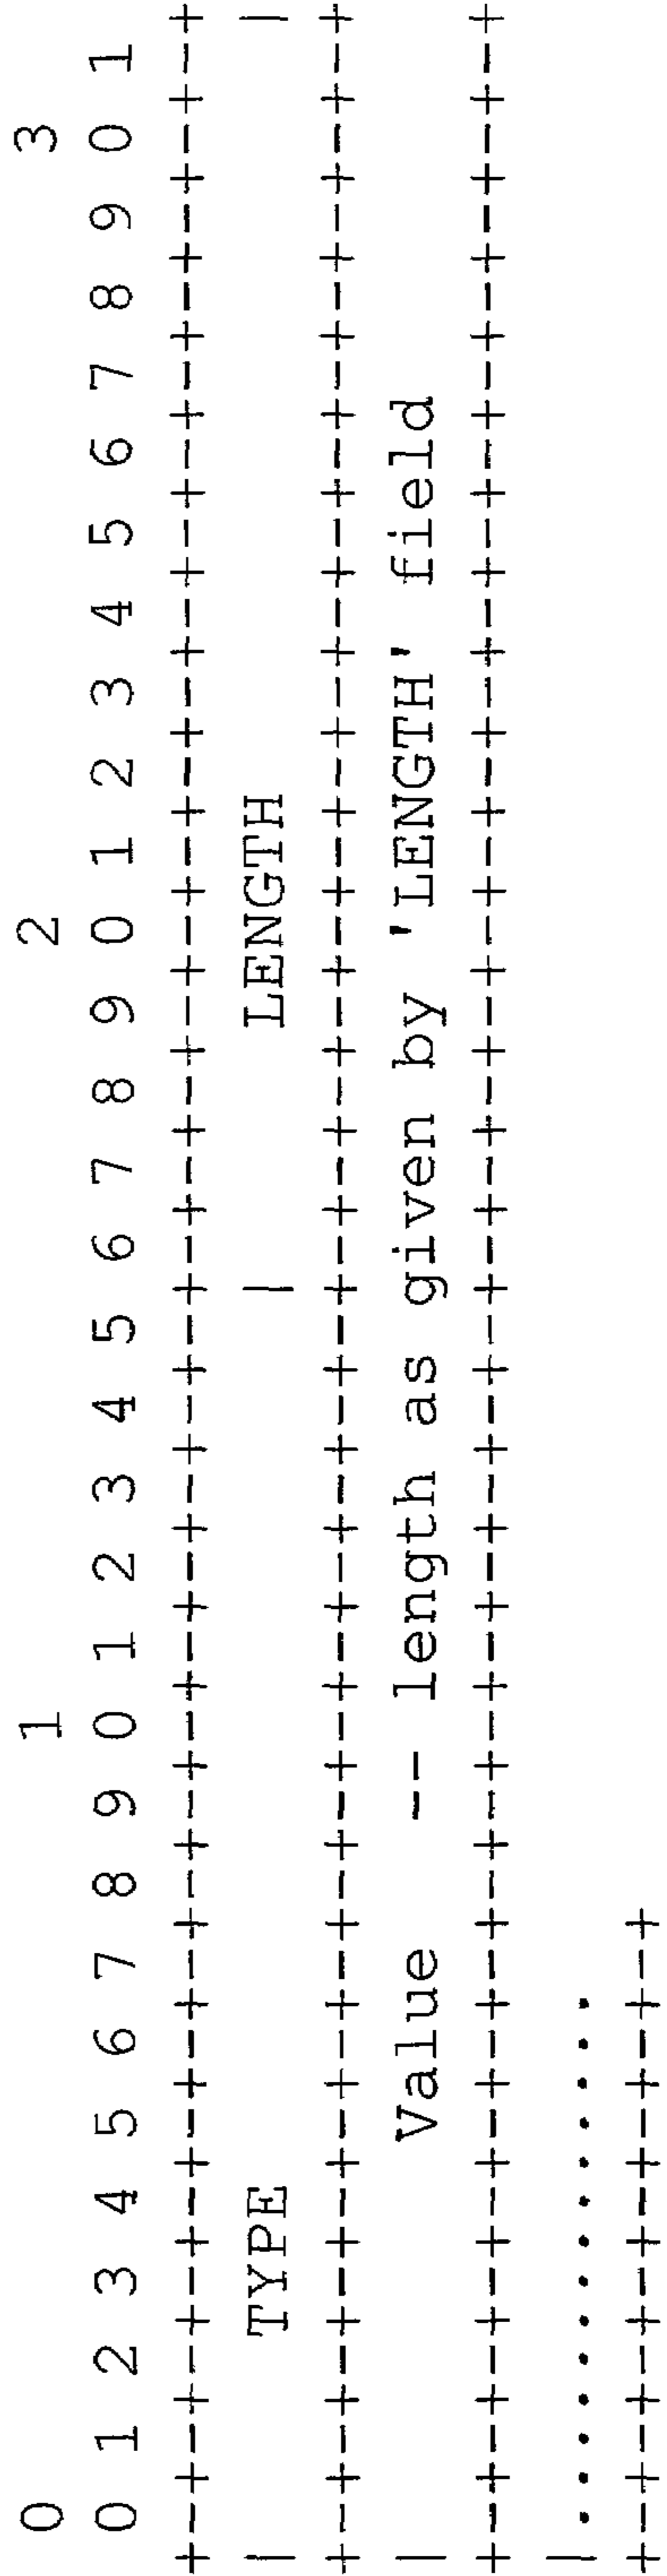 0                   1                   2                   3
 0 1 2 3 4 5 6 7 8 9 0 1 2 3 4 5 6 7 8 9 0 1 2 3 4 5 6 7 8 9 0 1
+-+-+-+-+-+-+-+-+-+-+-+-+-+-+-+-+-+-+-+-+-+-+-+-+-+-+-+-+-+-+-+-+
|     TYPE                      |      LENGTH                   |
+-+-+-+-+-+-+-+-+-+-+-+-+-+-+-+-+-+-+-+-+-+-+-+-+-+-+-+-+-+-+-+-+
|          Value   -- length as given by 'LENGTH' field
+-+-+-+-+-+-+-+-+-+-+-+-+-+-+-+-+-+-+-+-+-+-+-+-+-+-+-+-+-+-+-+-+
|..............
+-+-+-+-+-+-+-+-+